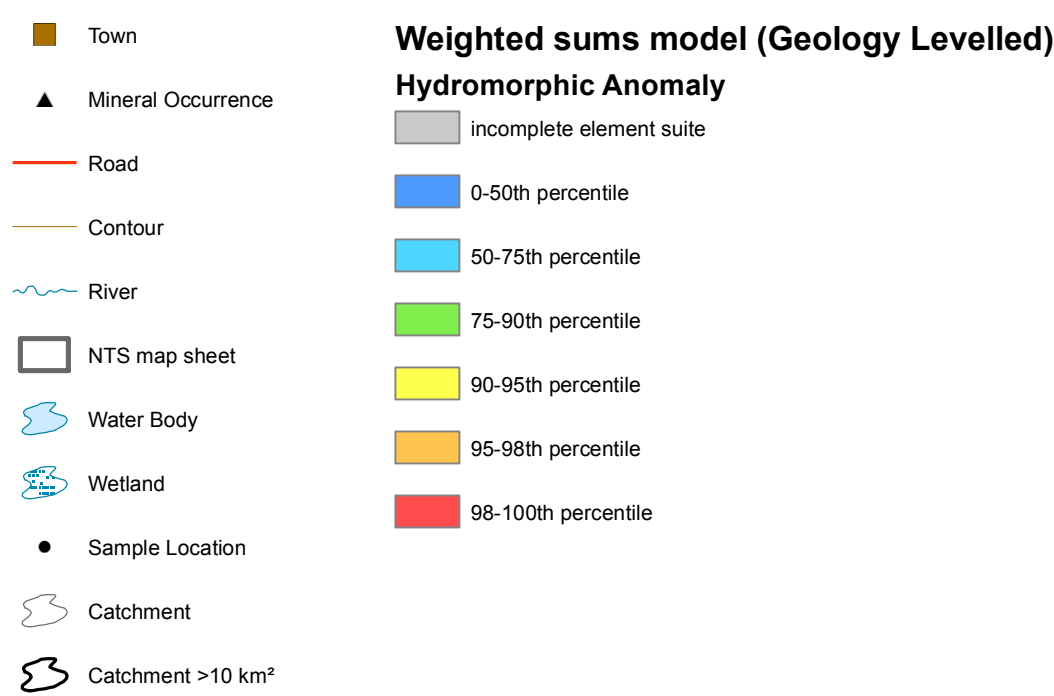 Town
Mineral Occurrence
Road
Contour
River
NTS map sheet
Water Body
Wetland
Sample Location
Catchment
Catchment >10 km²
Weighted sums model (Geology Levelled)
Hydromorphic Anomaly
incomplete element suite
0-50th percentile
50-75th percentile
75-90th percentile
90-95th percentile
95-98th percentile
98-100th percentile